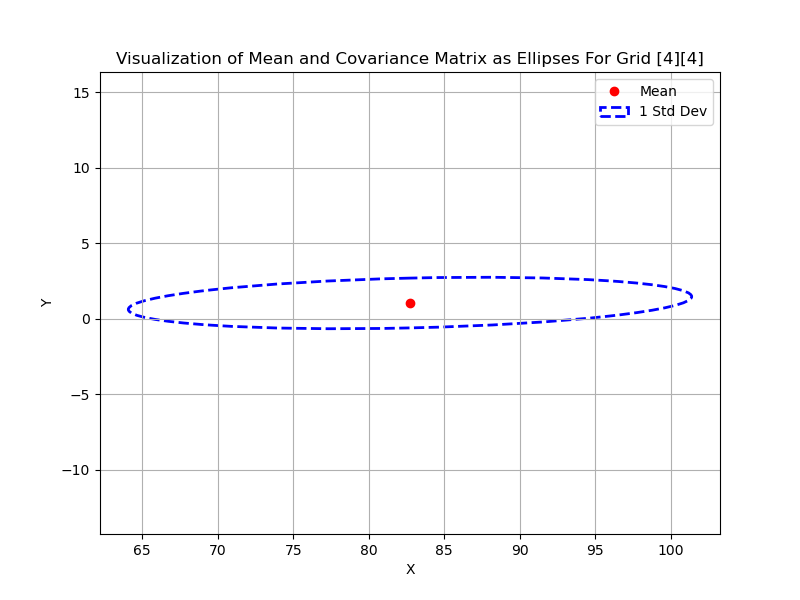 Visualization of Mean and Covariance Matrix as Ellipses For Grid [4][4]
Mean
1 Std Dev
15
10
5
0
−5
−10
Y
65 70 75 80 85 90 95 100
X